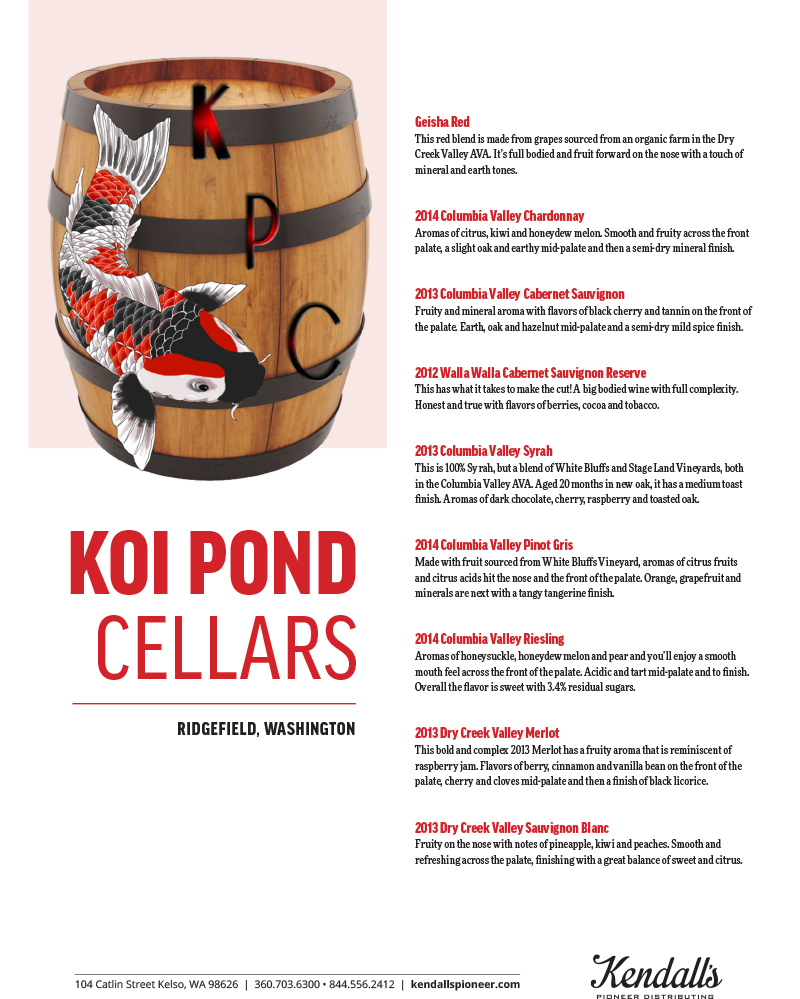 K
P
C
KOI POND
CELLARS
RIDGEFIELD, WASHINGTON
Geisha Red
This red blend is made from grapes sourced from an organic farm in the Dry
Creek Valley AVA. It's full bodied and fruit forward on the nose with a touch of
mineral and earth tones.
2014 Columbia Valley Chardonnay
Aromas of citrus, kiwi and honeydew melon. Smooth and fruity across the front
palate, a slight oak and earthy mid-palate and then a semi-dry mineral finish.
2013 Columbia Valley Cabernet Sauvignon
Fruity and mineral aroma with flavors of black cherry and tannin on the front of
the palate. Earth, oak and hazelnut mid-palate and a semi-dry mild spice finish.
2012 Walla Walla Cabernet Sauvignon Reserve
This has what it takes to make the cut! A big bodied wine with full complexity.
Honest and true with flavors of berries, cocoa and tobacco.
2013 Columbia Valley Syrah
This is 100% Syrah, but a blend of White Bluffs and Stage Land Vineyards, both
in the Columbia Valley AVA. Aged 20 months in new oak, it has a medium toast
finish. Aromas of dark chocolate, cherry, raspberry and toasted oak.
2014 Columbia Valley Pinot Gris
Made with fruit sourced from White Bluffs Vineyard, aromas of citrus fruits
and citrus acids hit the nose and the front of the palate. Orange, grapefruit and
minerals are next with a tangy tangerine finish.
2014 Columbia Valley Riesling
Aromas of honeysuckle, honeydew melon and pear and you'll enjoy a smooth
mouth feel across the front of the palate. Acidic and tart mid-palate and to finish.
Overall the flavor is sweet with 3.4% residual sugars.
2013 Dry Creek Valley Merlot
This bold and complex 2013 Merlot has a fruity aroma that is reminiscent of
raspberry jam. Flavors of berry, cinnamon and vanilla bean on the front of the
palate, cherry and cloves mid-palate and then a finish of black licorice.
2013 Dry Creek Valley Sauvignon Blanc
Fruity on the nose with notes of pineapple, kiwi and peaches. Smooth and
refreshing across the palate, finishing with a great balance of sweet and citrus.
104 Catlin Street Kelso, WA 98626 | 360.703.6300 • 844.556.2412 | kendallspioneer.com
Kendall's
PIONEER DISTRIBUTING